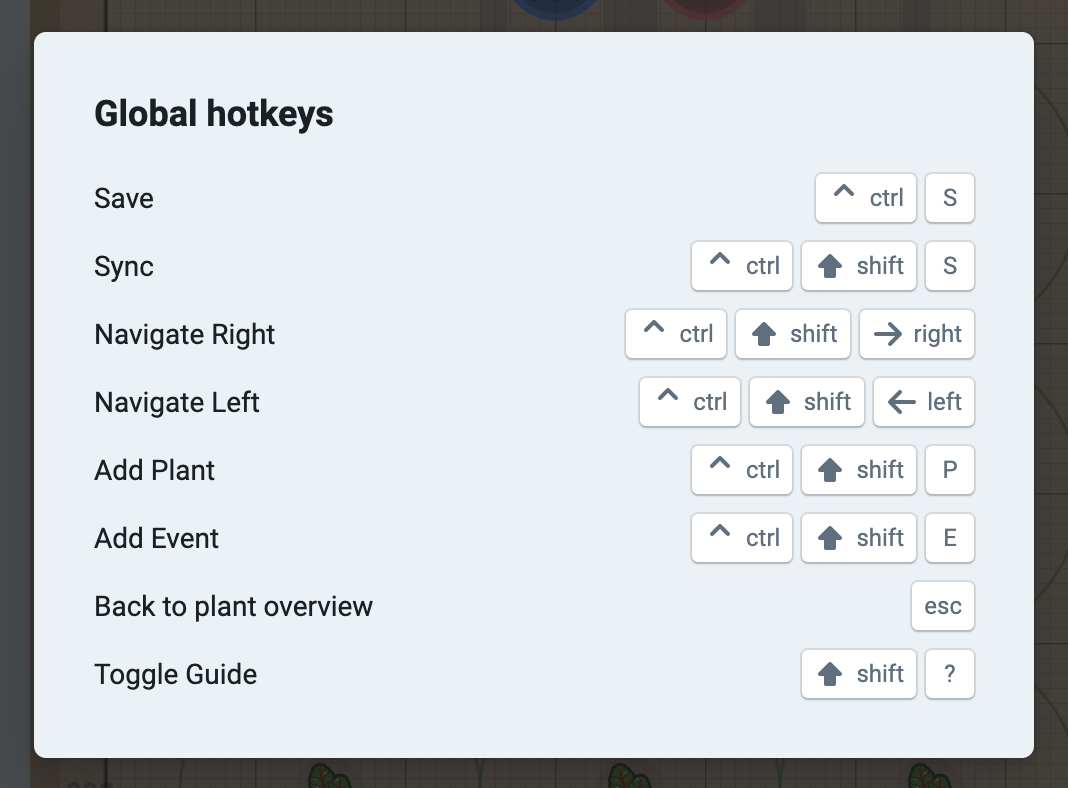 Global hotkeys
Save ^ ctrl S
Sync ^ ctrl shift S
Navigate Right ^ ctrl shift → right
Navigate Left ^ ctrl shift ← left
Add Plant ^ ctrl shift P
Add Event ^ ctrl shift E
Back to plant overview esc
Toggle Guide shift ?